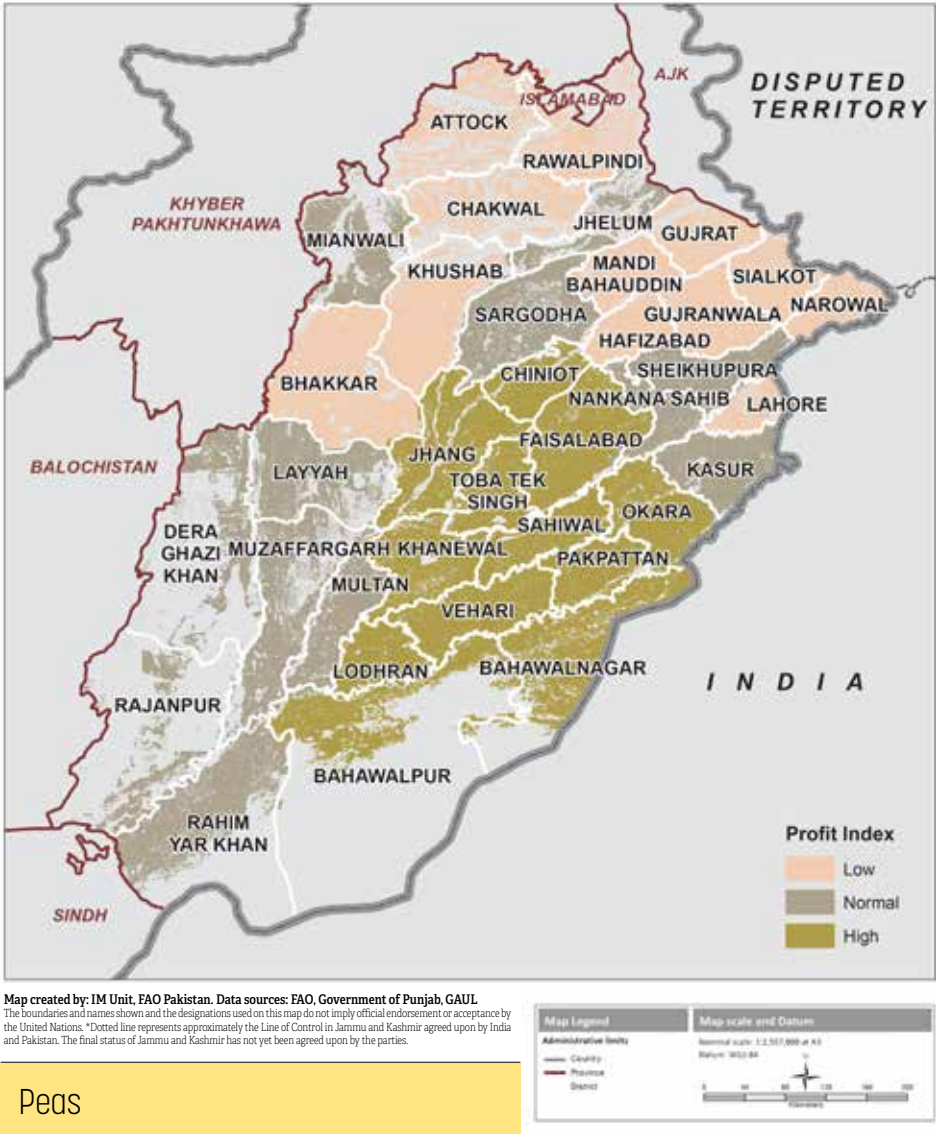 AJK
DISPUTED
TERRITORY
ISLAMABAD
ATTOCK
RAWALPINDI
KHYBER
PAKHTUNKHAWA
CHAKWAL
JHELUM
GUJRAT
MIANWALI
KHUSHAB
MANDI
BAHAUDDIN
SIALKOT
NAROWAL
SARGODHA
GUJRANWALA
HAFIZABAD
BHAKKAR
CHINIOT
SHEIKHUPURA
NANKANA SAHIB
LAHORE
FAISALABAD
BALOCHISTAN
LAYYAH
JHANG
KASUR
TOBA TEK
SINGH
OKARA
SAHIWAL
DERA
GHAZI
KHAN
MUZAFFARGARH
KHANEWAL
PAKPATTAN
MULTAN
VEHARI
LODHRAN
BAHAWALNAGAR
INDIA
RAJANPUR
BAHAWALPUR
RAHIM
YAR KHAN
SINDH
Profit Index
Low
Normal
High
Map created by: IM Unit, FAO Pakistan. Data sources: FAO, Government of Punjab, GAUL
The boundaries and names shown and the designations used on this map do not imply official endorsement or acceptance by
the United Nations. *Dotted line represents approximately the Line of Control in Jammu and Kashmir agreed upon by India
and Pakistan. The final status of Jammu and Kashmir has not yet been agreed upon by the parties.
Peas
Map Legend
Administrative limits
Country
Province
District
Map scale and Datum
Kilometers